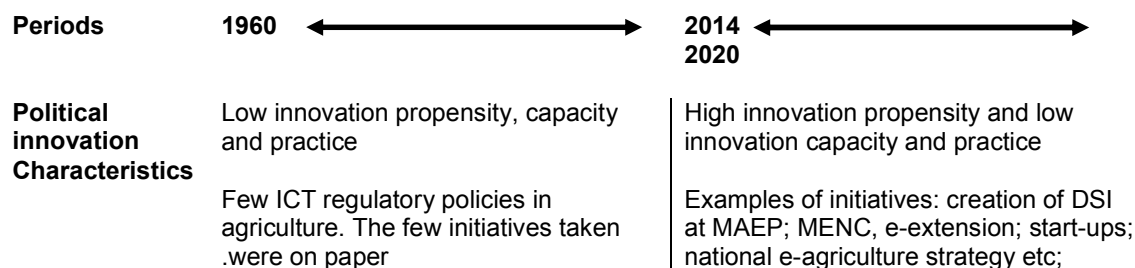 Periods 1960 2014
2020
Political Low innovation propensity, capacity High innovation propensity and low
innovation and practice innovation capacity and practice
Characteristics
Few ICT regulatory policies in Examples of initiatives: creation of DSI
agriculture. The few initiatives taken at MAEP; MENC, e-extension; start-ups;
.were on paper national e-agriculture strategy etc;